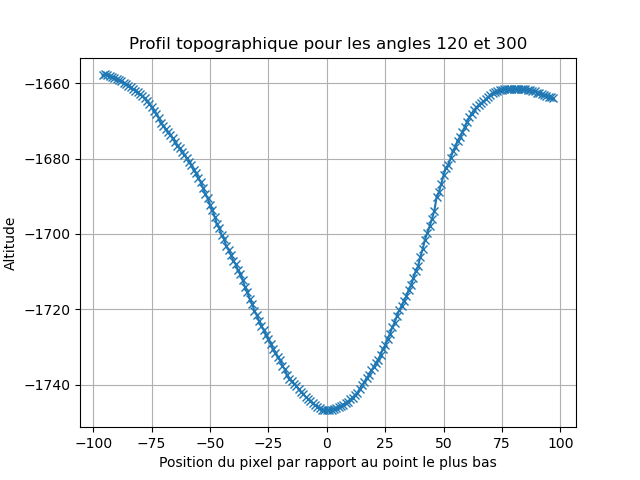 Profil topographique pour les angles 120 et 300
−1660
−1680
−1700
−1720
−1740
Altitude
−100 −75 −50 −25 0 25 50 75 100
Position du pixel par rapport au point le plus bas